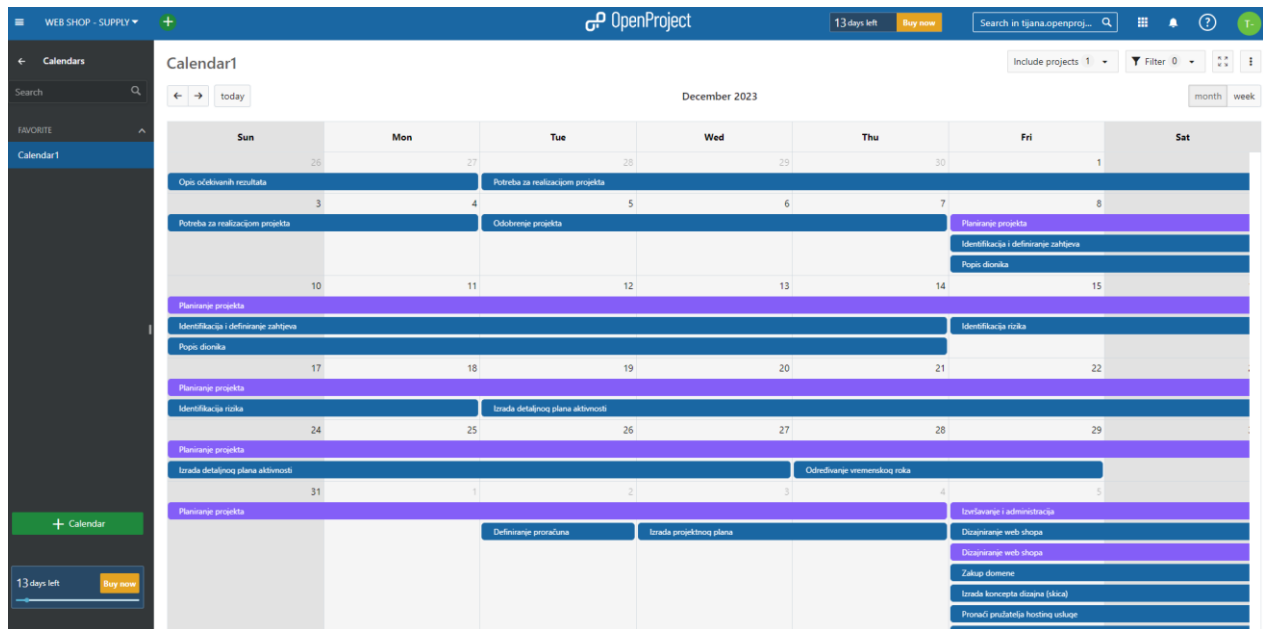 WEB SHOP - SUPPLY
OpenProject
13 days left Buy now
Search in tijana.openproj...
T-
Calendars
Search
FAVORITE
Calendar1
Calendar1
Include projects 1
Filter 0
today
December 2023
month week
Sun Mon Tue Wed Thu Fri Sat
26 27 28 29 30 1
Opis očekivanih rezultata Potreba za realizacijom projekta
3 4 5 6 7 8
Potreba za realizacijom projekta Odobrenje projekta Planiranje projekta
Identifikacija i definiranje zahtjeva
Popis dionika
10 11 12 13 14 15
Planiranje projekta
Identifikacija i definiranje zahtjeva Identifikacija rizika
Popis dionika
17 18 19 20 21 22
Planiranje projekta
Identifikacija rizika Izrada detaljnog plana aktivnosti
24 25 26 27 28 29
Planiranje projekta
Izrada detaljnog plana aktivnosti Određivanje vremenskog roka
31 1 2 3 4 5
Planiranje projekta Izvršavanje i administracija
Definiranje proračuna Izrada projektnog plana Dizajniranje web shopa
Dizajniranje web shopa
Zakup domene
Izrada koncepta dizajna (skica)
Pronaći pružatelja hosting usluge
+ Calendar
13 days left Buy now